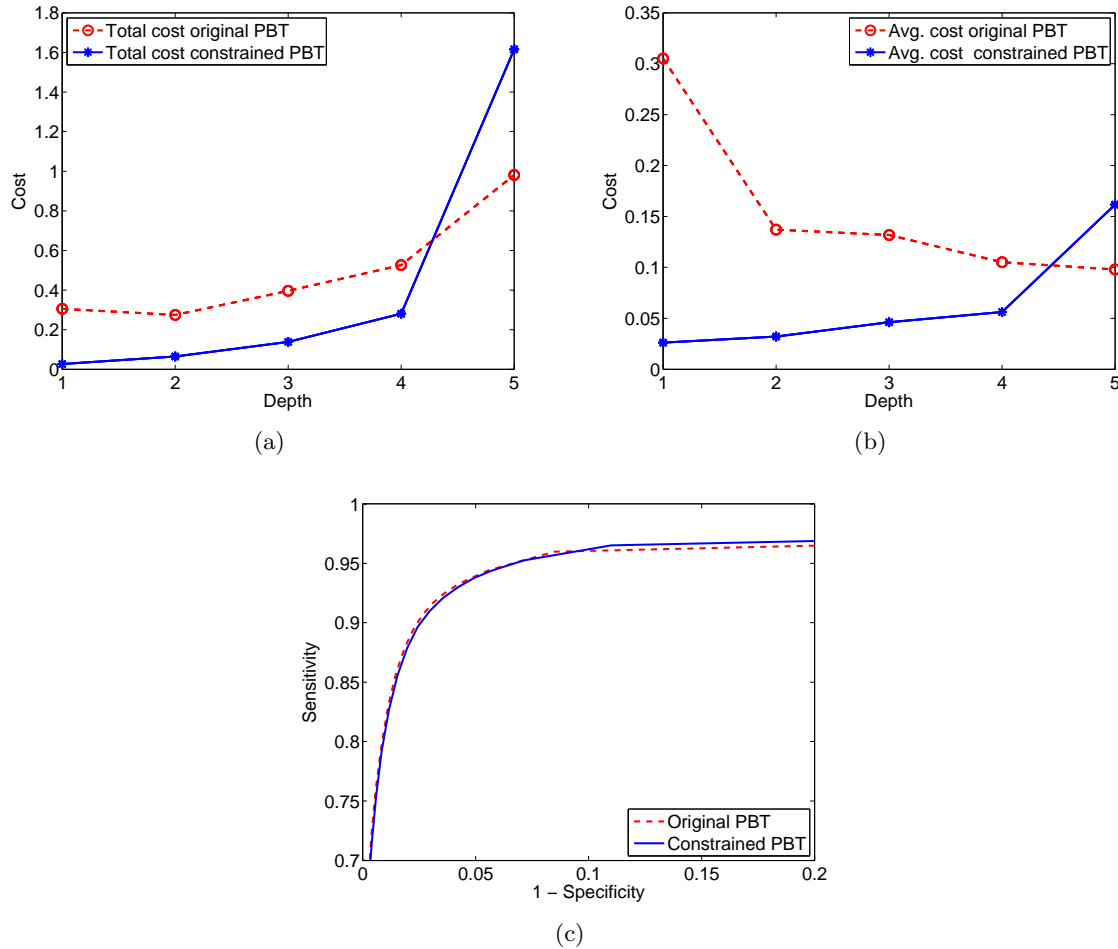 1.8
1.6
1.4
1.2
1
0.8
0.6
0.4
0.2
0
Cost
Total cost original PBT
Total cost constrained PBT
1 2 3 4 5
Depth
(a)
0.35
0.3
0.25
0.2
0.15
0.1
0.05
0
Cost
Avg. cost original PBT
Avg. cost constrained PBT
1 2 3 4 5
Depth
(b)
1
0.95
0.9
0.85
0.8
0.75
0.7
Sensitivity
Original PBT
Constrained PBT
0 0.05 0.1 0.15 0.2
1 − Specificity
(c)